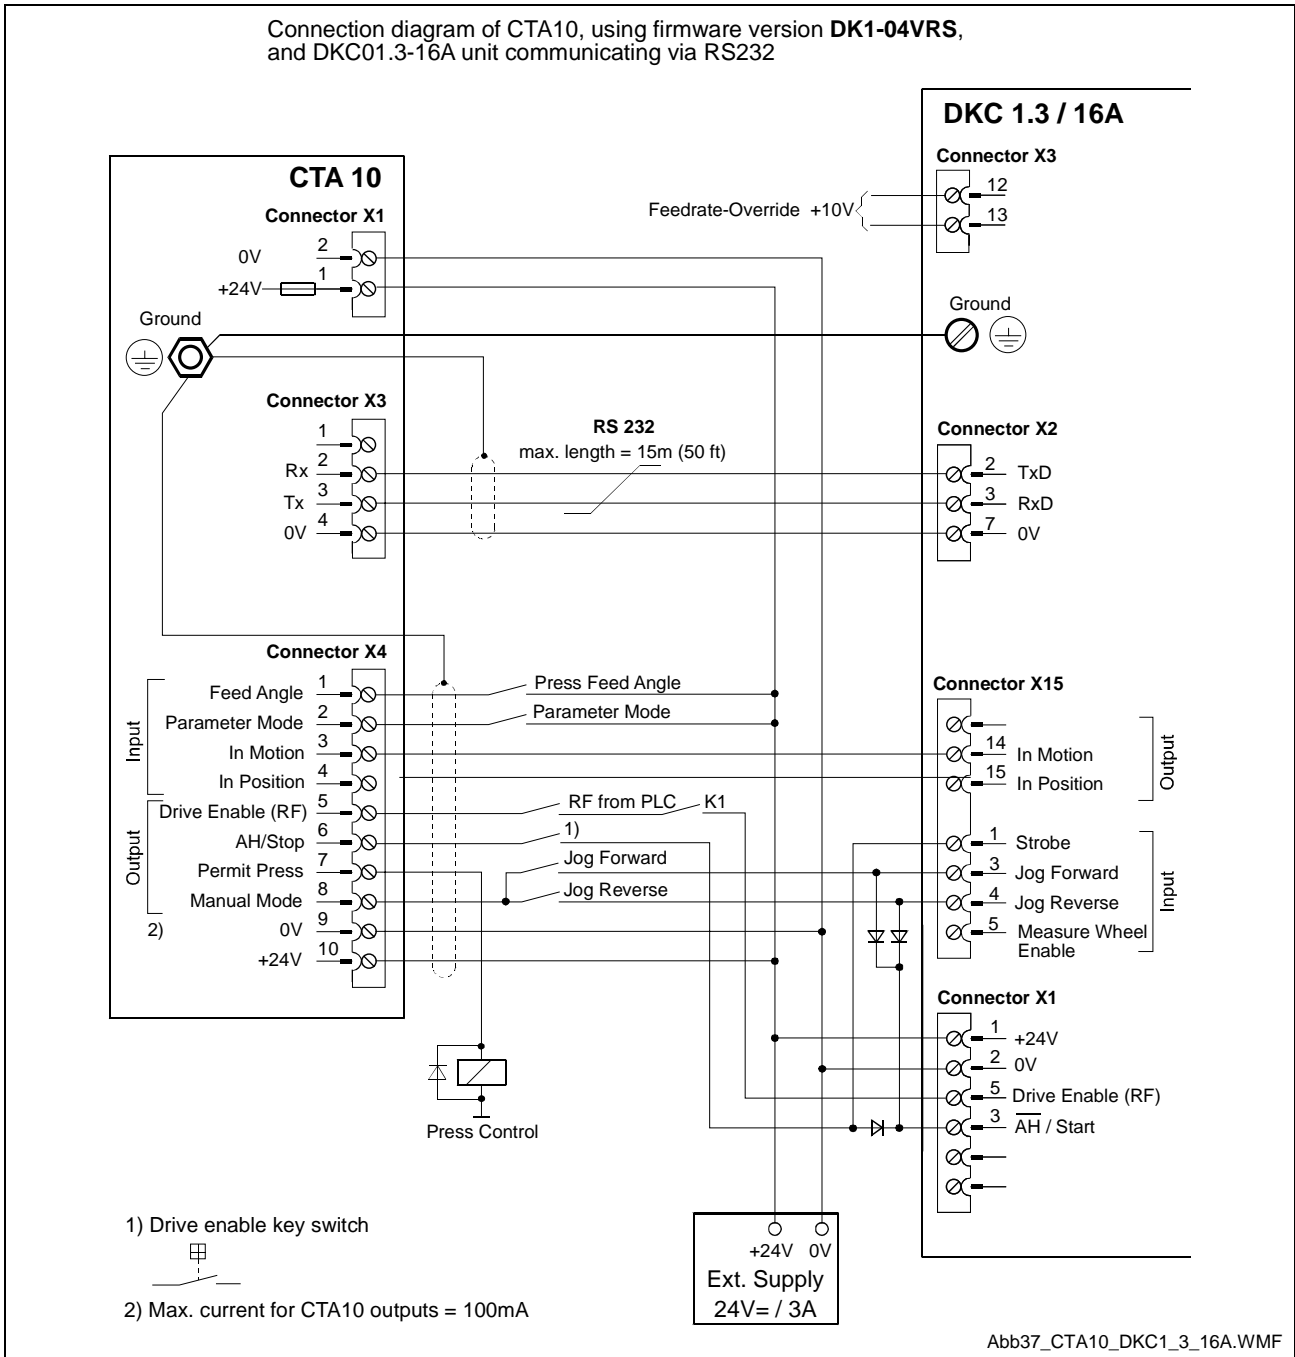 Connection diagram of CTA10, using firmware version DK1-04VRS,
and DKC01.3-16A unit communicating via RS232
DKC 1.3 / 16A
Connector X3
12
13
Feedrate-Override +10V
CTA 10
Connector X1
0V 2
+24V 1
Ground
Ground
Connector X3
1
Rx 2
Tx 3
0V 4
RS 232
max. length = 15m (50 ft)
Connector X2
2 TxD
3 RxD
7 0V
Connector X4
Input
Feed Angle 1
Parameter Mode 2
In Motion 3
In Position 4
Output
Drive Enable (RF) 5
AH/Stop 6
Permit Press 7
Manual Mode 8
2) 0V 9
+24V 10
Press Feed Angle
Parameter Mode
RF from PLC K1
1)
Jog Forward
Jog Reverse
Connector X15
14 In Motion
15 In Position
Output
1 Strobe
3 Jog Forward
4 Jog Reverse
5 Measure Wheel
Enable
Input
Connector X1
1 +24V
2 0V
5 Drive Enable (RF)
3 AH / Start
Press Control
1) Drive enable key switch
2) Max. current for CTA10 outputs = 100mA
+24V 0V
Ext. Supply
24V= / 3A
Abb37_CTA10_DKC1_3_16A.WMF